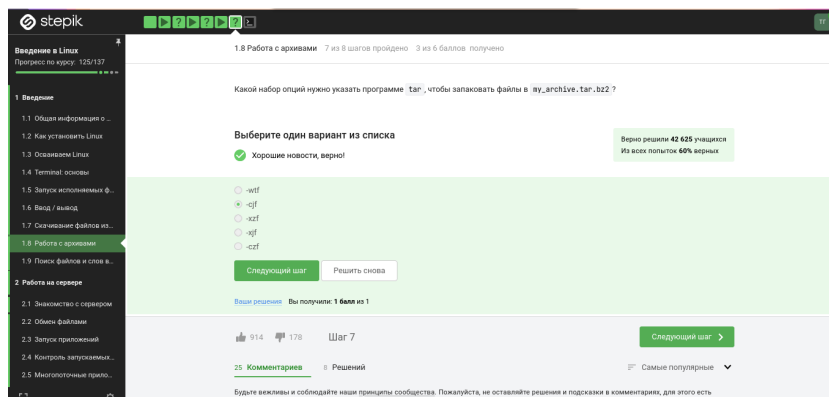 stepik
ТГ
Введение в Linux
Прогресс по курсу: 125/137
1 Введение
1.1 Общая информация о ...
1.2 Как установить Linux
1.3 Осваиваем Linux
1.4 Terminal: основы
1.5 Запуск исполняемых ф...
1.6 Ввод / вывод
1.7 Скачивание файлов из...
1.8 Работа с архивами
1.9 Поиск файлов и слов в...
2 Работа на сервере
2.1 Знакомство с сервером
2.2 Обмен файлами
2.3 Запуск приложений
2.4 Контроль запускаемых...
2.5 Многопоточные прило...
1.8 Работа с архивами 7 из 8 шагов пройдено 3 из 6 баллов получено
Какой набор опций нужно указать программе tar, чтобы запаковать файлы в my_archive.tar.bz2 ?
Выберите один вариант из списка
Хорошие новости, верно!
Верно решили 42 625 учащихся
Из всех попыток 60% верных
-wtf
-cjf
-xzf
-xjf
-czf
Следующий шаг
Решить снова
Ваши решения Вы получили: 1 балл из 1
914 178 Шаг 7
Следующий шаг
25 Комментариев 8 Решений
Самые популярные
Будьте вежливы и соблюдайте наши принципы сообщества. Пожалуйста, не оставляйте решения и подсказки в комментариях, для этого есть